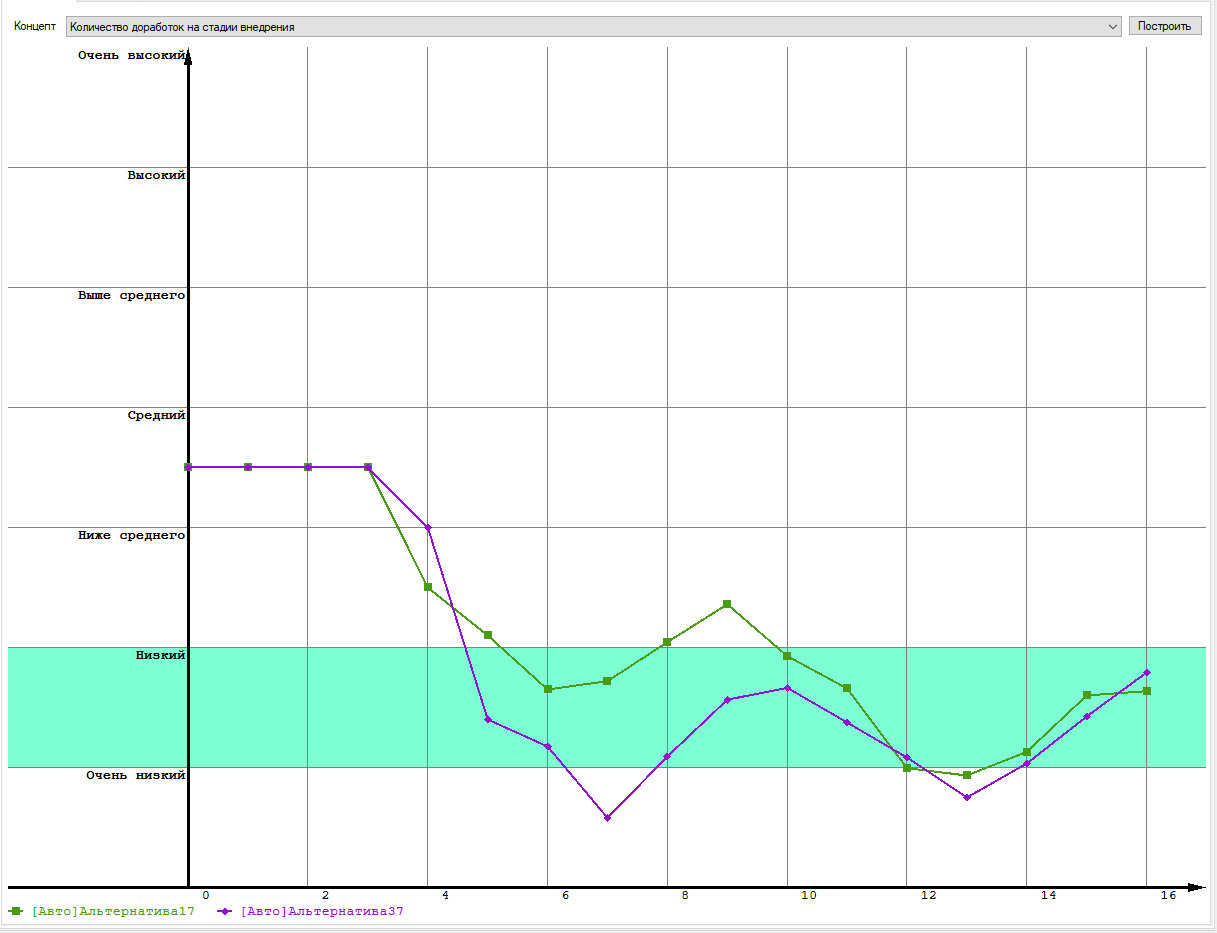 Концепт Количество доработок на стадии внедрения Построить
Очень высокий
Высокий
Выше среднего
Средний
Ниже среднего
Низкий
Очень низкий
0 2 4 6 8 10 12 14 16
[Авто]Альтернатива17 [Авто]Альтернатива37